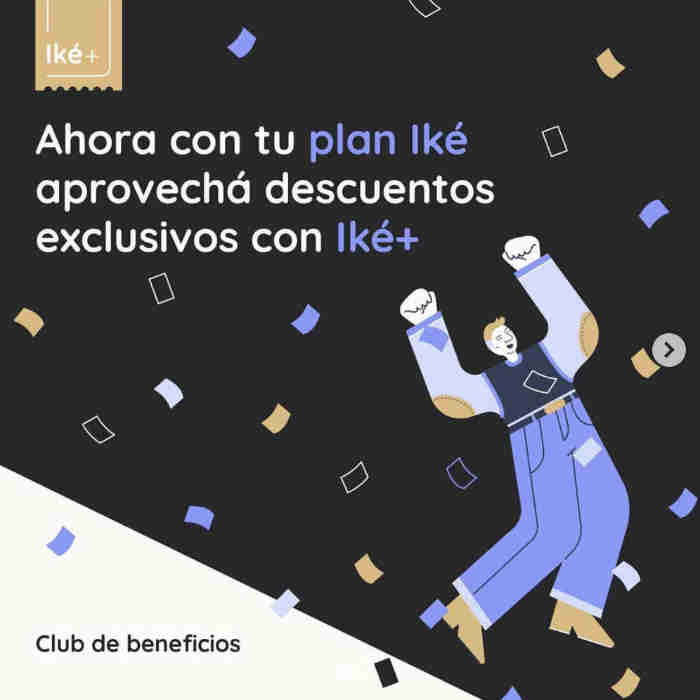 Iké+
Ahora con tu plan Iké
aprovechá descuentos
exclusivos con Iké+
Club de beneficios